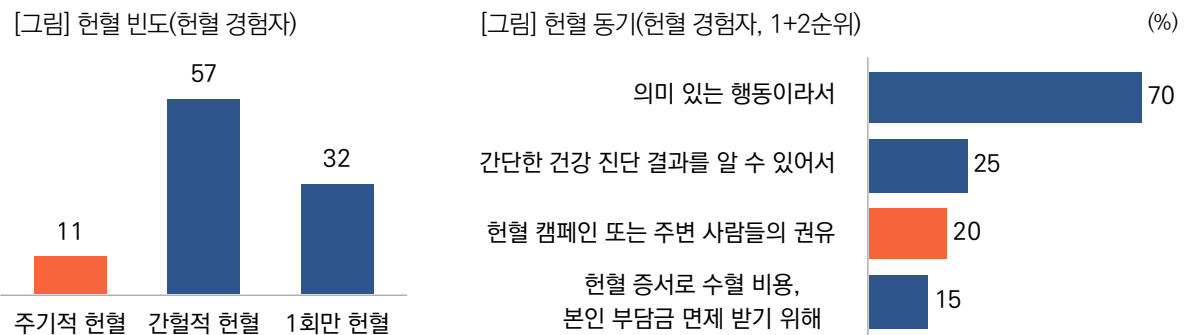 [그림] 헌혈 빈도(헌혈 경험자)
57
32
11
주기적 헌혈 간헐적 헌혈 1회만 헌혈
[그림] 헌혈 동기(헌혈 경험자, 1+2순위)
(%)
의미 있는 행동이라서 70
간단한 건강 진단 결과를 알 수 있어서 25
헌혈 캠페인 또는 주변 사람들의 권유 20
헌혈 증서로 수혈 비용,
본인 부담금 면제 받기 위해 15